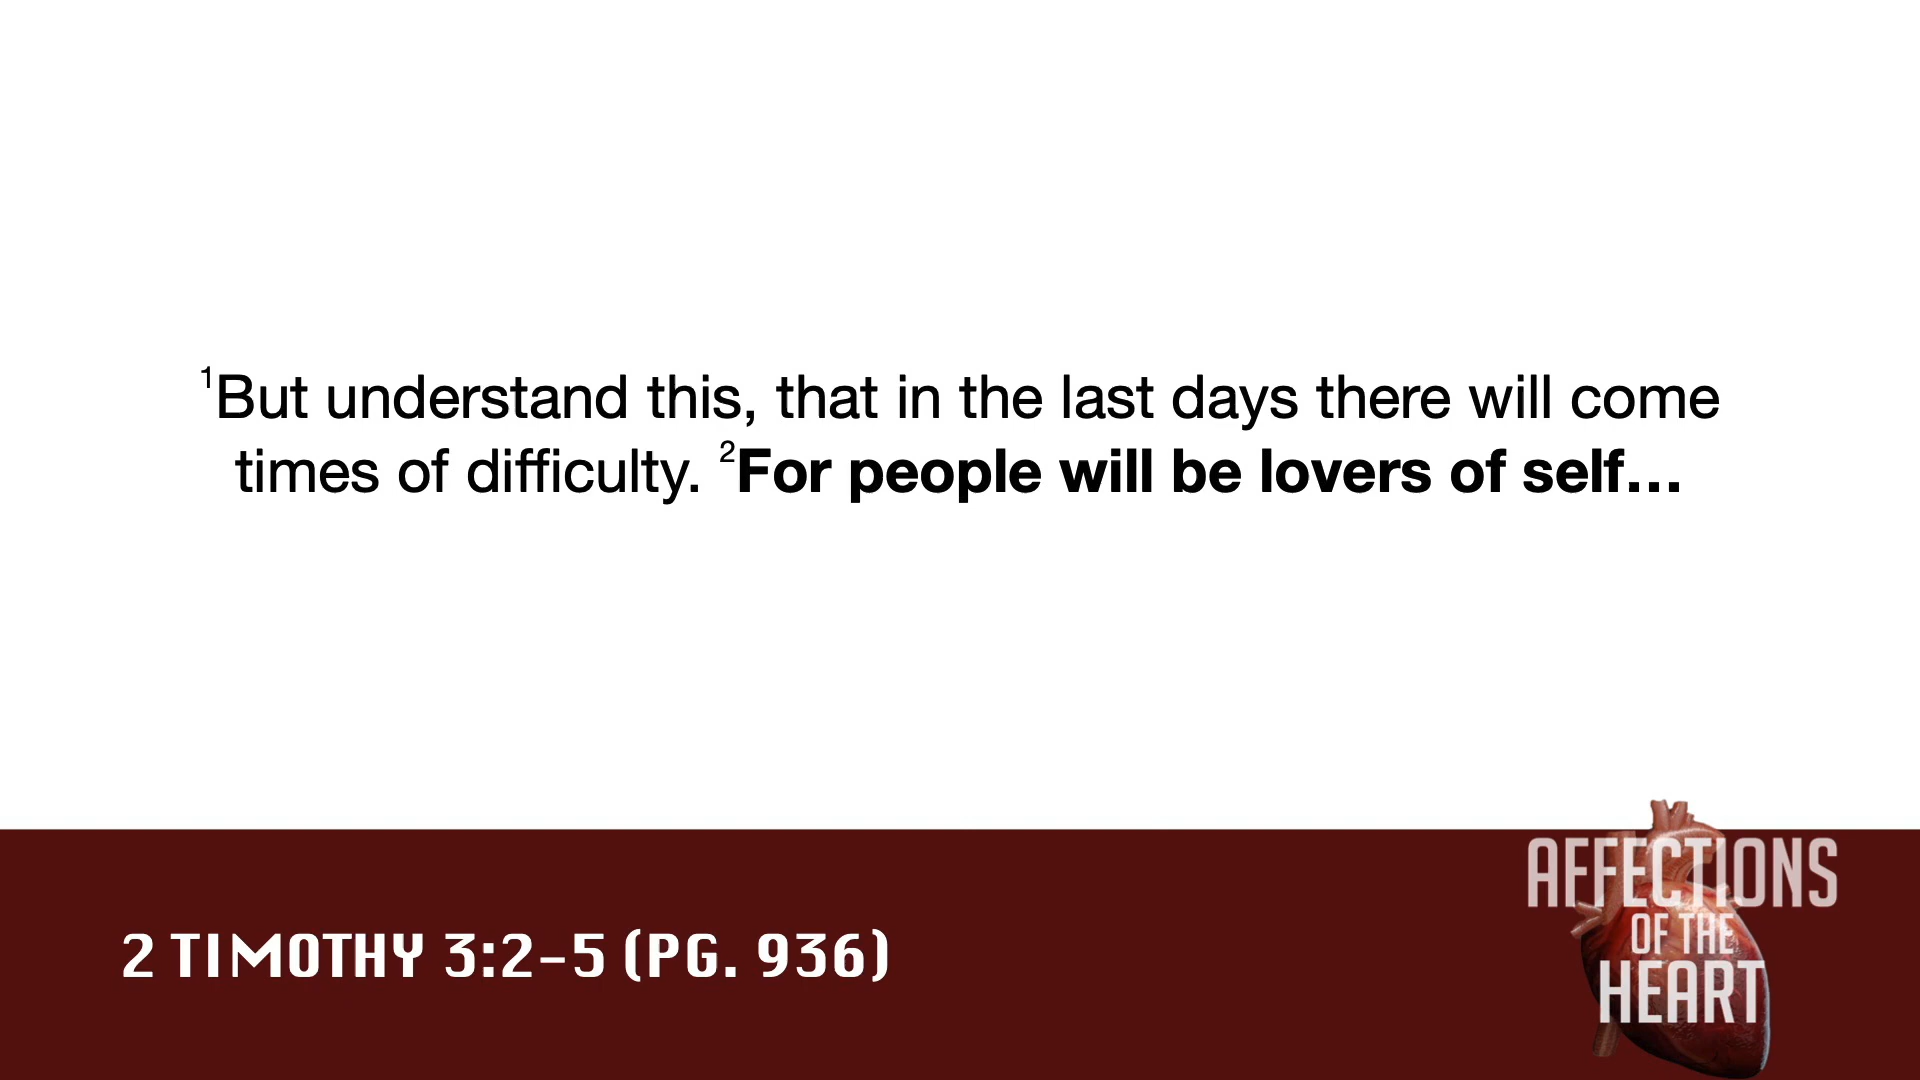 ¹But understand this, that in the last days there will come
times of difficulty. ²For people will be lovers of self…
2 TIMOTHY 3:2-5 (PG. 936)
AFFECTIONS
OF THE
HEART